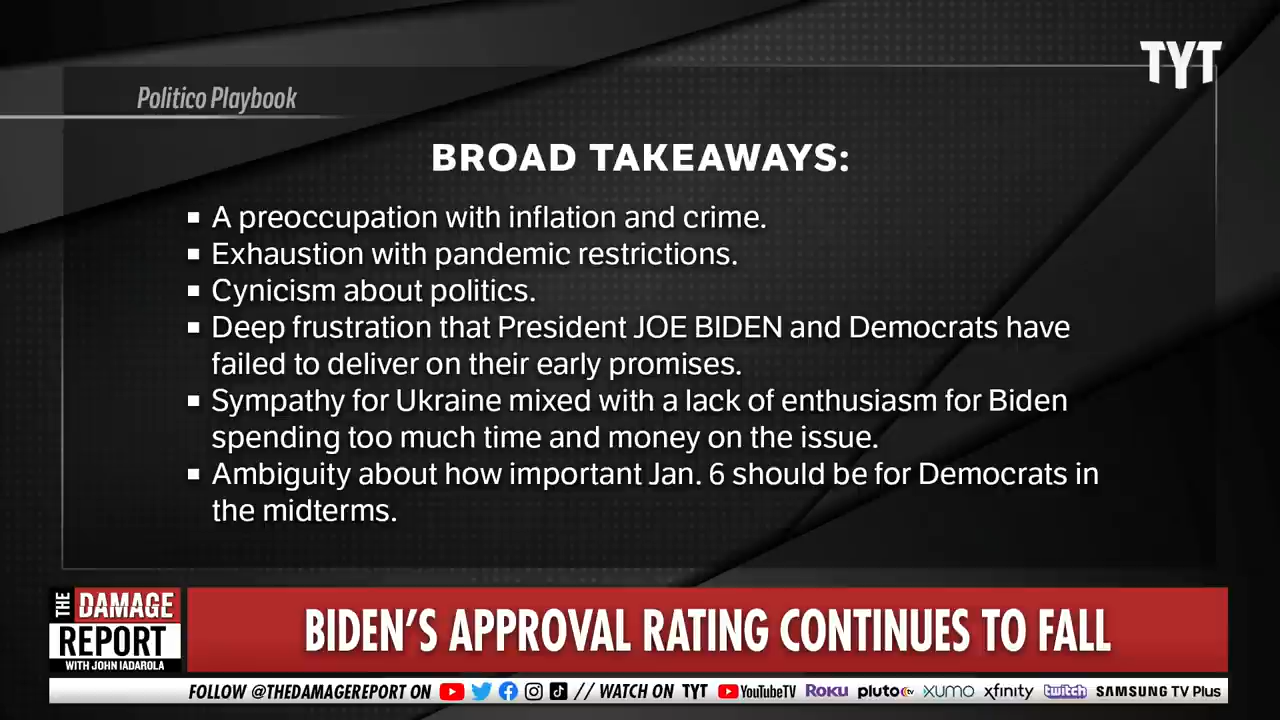 TYT
Politico Playbook
BROAD TAKEAWAYS:
▪ A preoccupation with inflation and crime.
▪ Exhaustion with pandemic restrictions.
▪ Cynicism about politics.
▪ Deep frustration that President JOE BIDEN and Democrats have
failed to deliver on their early promises.
▪ Sympathy for Ukraine mixed with a lack of enthusiasm for Biden
spending too much time and money on the issue.
▪ Ambiguity about how important Jan. 6 should be for Democrats in
the midterms.
THE DAMAGE
REPORT
WITH JOHN IADAROLA
BIDEN'S APPROVAL RATING CONTINUES TO FALL
FOLLOW @THEDAMAGEREPORT ON // WATCH ON TYT YouTubeTV ROKU pluto tv XUMO xfinity twitch SAMSUNG TV Plus